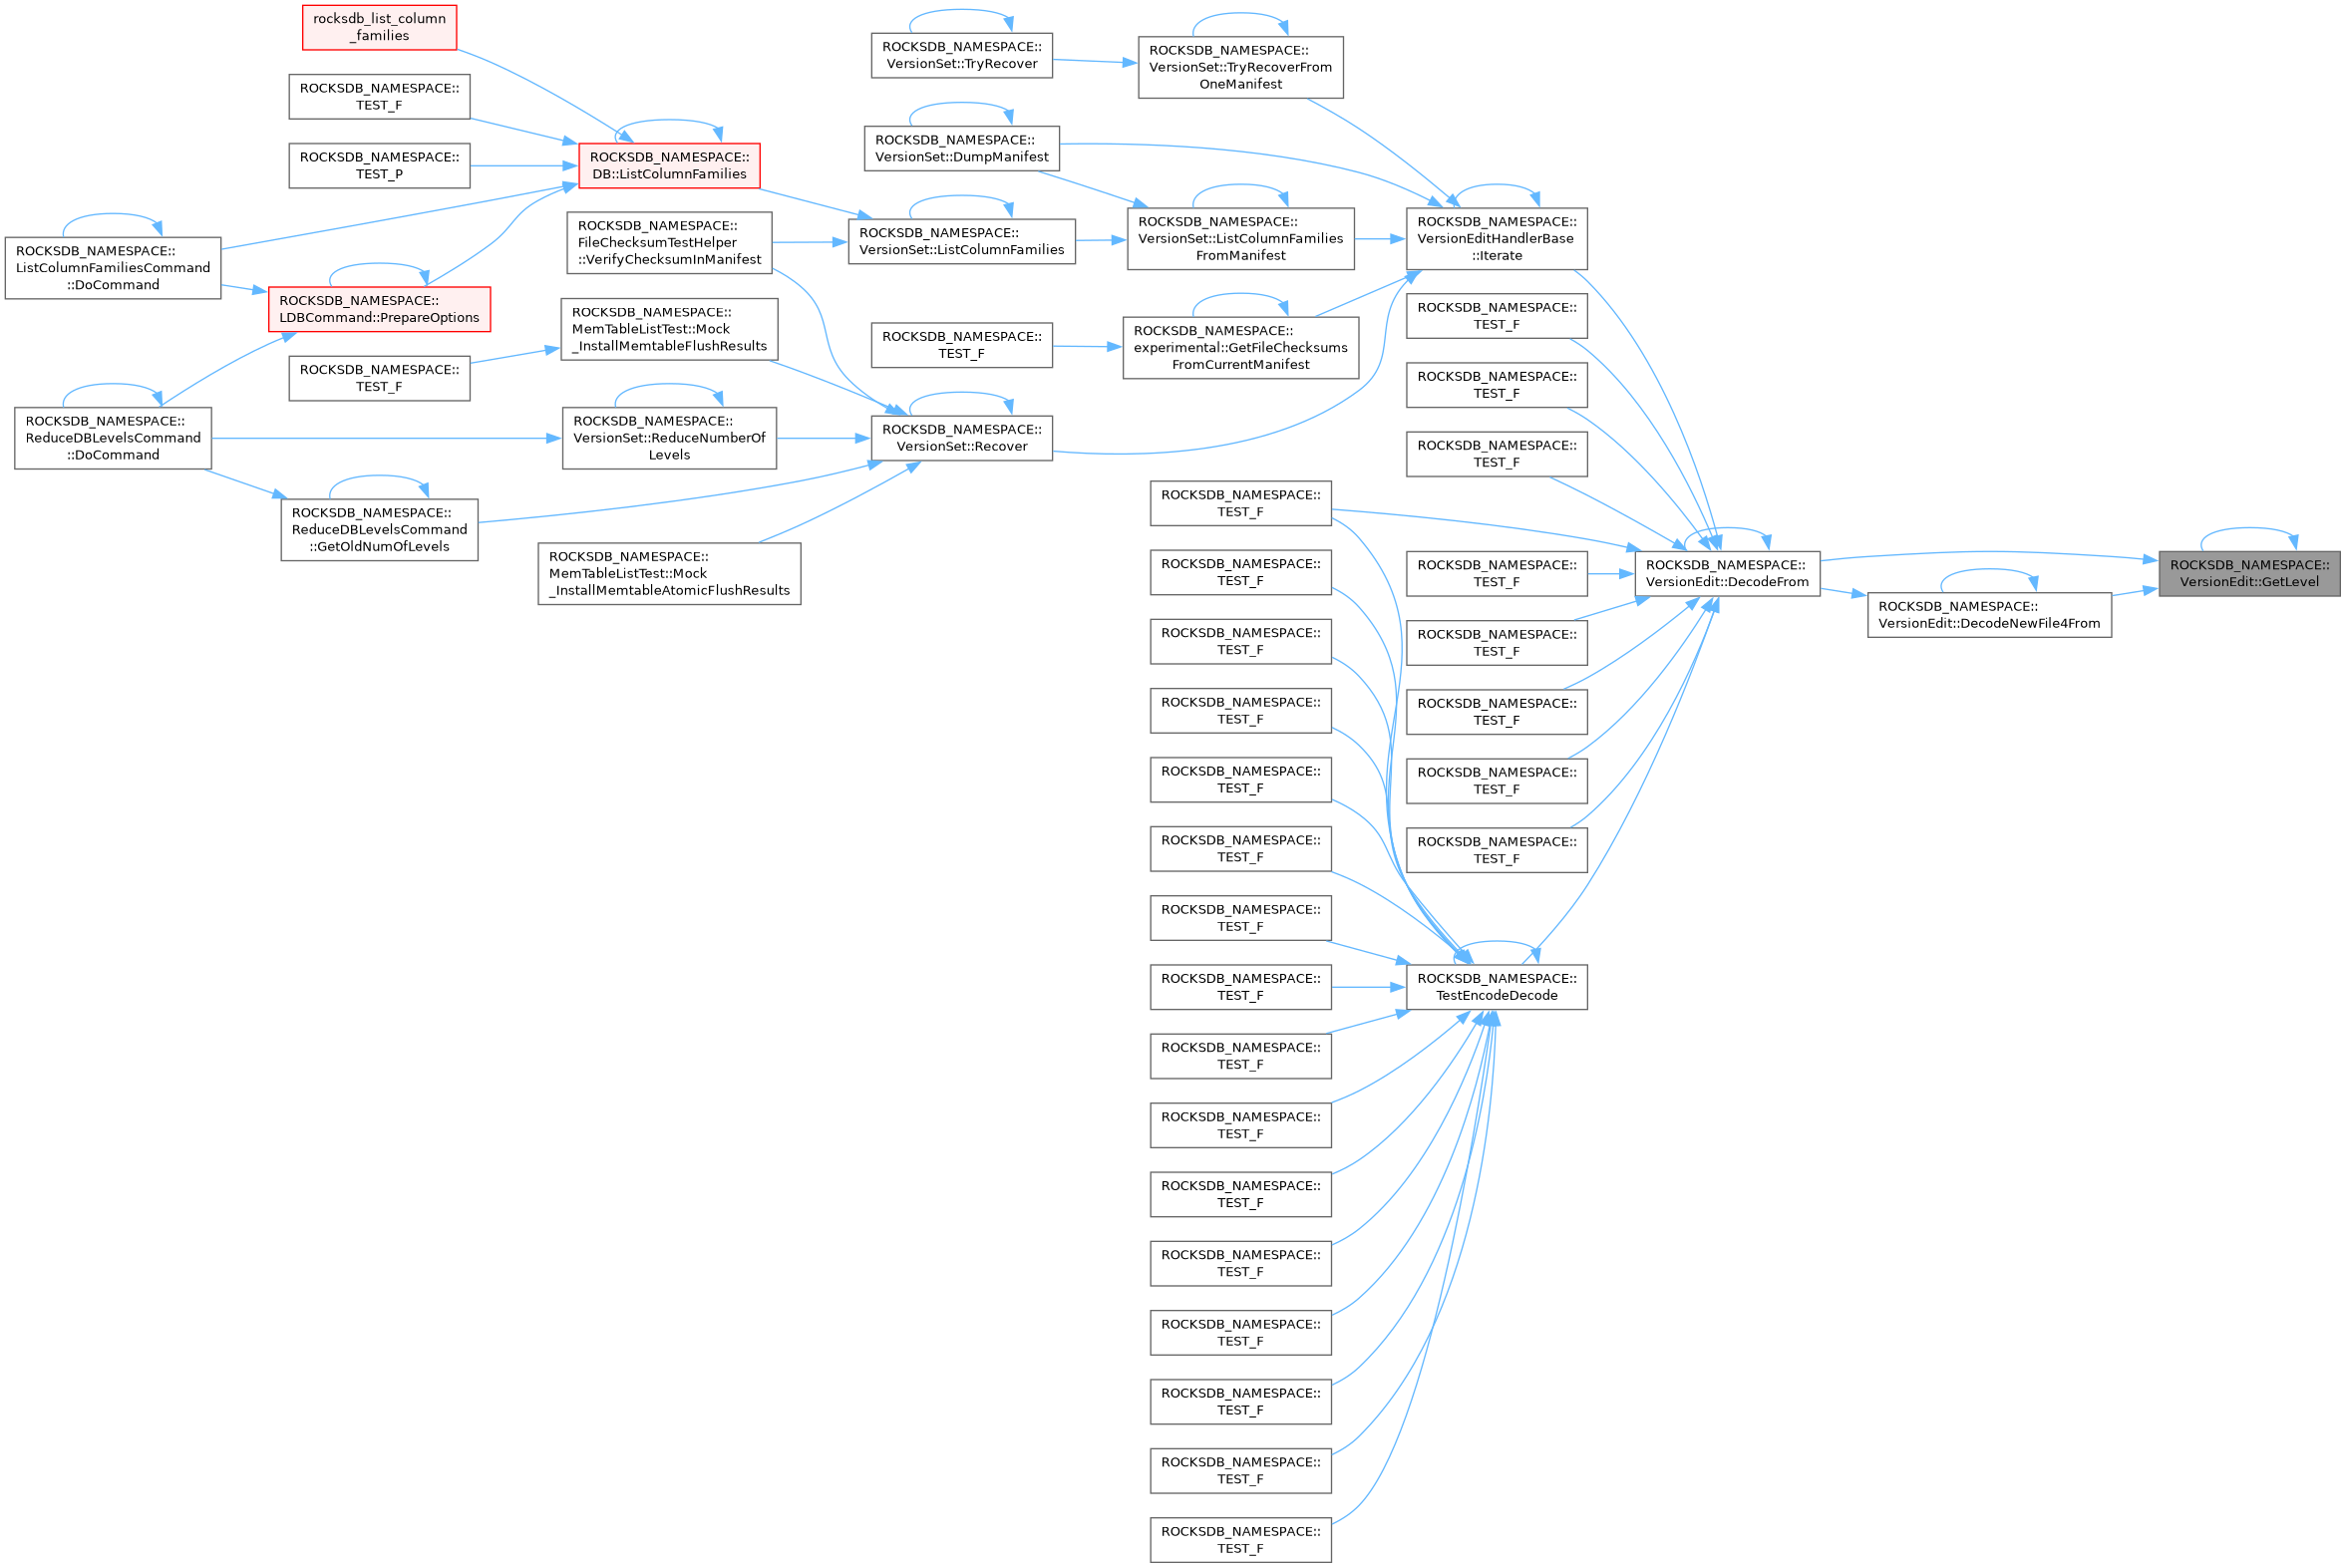 rocksdb_list_column
_families
ROCKSDB_NAMESPACE::
TEST_F
ROCKSDB_NAMESPACE::
TEST_P
ROCKSDB_NAMESPACE::
ListColumnFamiliesCommand
::DoCommand
ROCKSDB_NAMESPACE::
LDBCommand::PrepareOptions
ROCKSDB_NAMESPACE::
TEST_F
ROCKSDB_NAMESPACE::
ReduceDBLevelsCommand
::DoCommand
ROCKSDB_NAMESPACE::
ReduceDBLevelsCommand
::GetOldNumOfLevels
ROCKSDB_NAMESPACE::
DB::ListColumnFamilies
ROCKSDB_NAMESPACE::
FileChecksumTestHelper
::VerifyChecksumInManifest
ROCKSDB_NAMESPACE::
MemTableListTest::Mock
_InstallMemtableFlushResults
ROCKSDB_NAMESPACE::
VersionSet::ReduceNumberOf
Levels
ROCKSDB_NAMESPACE::
MemTableListTest::Mock
_InstallMemtableAtomicFlushResults
ROCKSDB_NAMESPACE::
VersionSet::TryRecover
ROCKSDB_NAMESPACE::
VersionSet::DumpManifest
ROCKSDB_NAMESPACE::
VersionSet::ListColumnFamilies
ROCKSDB_NAMESPACE::
TEST_F
ROCKSDB_NAMESPACE::
VersionSet::Recover
ROCKSDB_NAMESPACE::
VersionSet::TryRecoverFrom
OneManifest
ROCKSDB_NAMESPACE::
VersionSet::ListColumnFamilies
FromManifest
ROCKSDB_NAMESPACE::
experimental::GetFileChecksums
FromCurrentManifest
ROCKSDB_NAMESPACE::
TEST_F
ROCKSDB_NAMESPACE::
TEST_F
ROCKSDB_NAMESPACE::
TEST_F
ROCKSDB_NAMESPACE::
TEST_F
ROCKSDB_NAMESPACE::
TEST_F
ROCKSDB_NAMESPACE::
TEST_F
ROCKSDB_NAMESPACE::
TEST_F
ROCKSDB_NAMESPACE::
TEST_F
ROCKSDB_NAMESPACE::
TEST_F
ROCKSDB_NAMESPACE::
TEST_F
ROCKSDB_NAMESPACE::
TEST_F
ROCKSDB_NAMESPACE::
TEST_F
ROCKSDB_NAMESPACE::
TEST_F
ROCKSDB_NAMESPACE::
TEST_F
ROCKSDB_NAMESPACE::
TEST_F
ROCKSDB_NAMESPACE::
TEST_F
ROCKSDB_NAMESPACE::
VersionEditHandlerBase
::Iterate
ROCKSDB_NAMESPACE::
TEST_F
ROCKSDB_NAMESPACE::
TEST_F
ROCKSDB_NAMESPACE::
TEST_F
ROCKSDB_NAMESPACE::
TEST_F
ROCKSDB_NAMESPACE::
TEST_F
ROCKSDB_NAMESPACE::
TEST_F
ROCKSDB_NAMESPACE::
TEST_F
ROCKSDB_NAMESPACE::
TEST_F
ROCKSDB_NAMESPACE::
TestEncodeDecode
ROCKSDB_NAMESPACE::
VersionEdit::DecodeFrom
ROCKSDB_NAMESPACE::
VersionEdit::DecodeNewFile4From
ROCKSDB_NAMESPACE::
VersionEdit::GetLevel